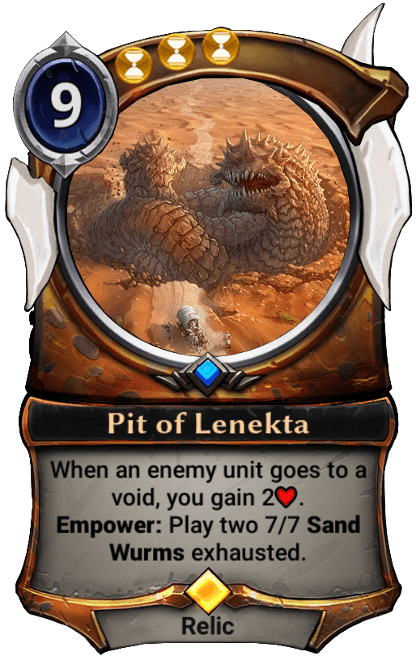 9
Pit of Lenekta
When an enemy unit goes to a
void, you gain 2❤.
Empower: Play two 7/7 Sand
Wurms exhausted.
Relic